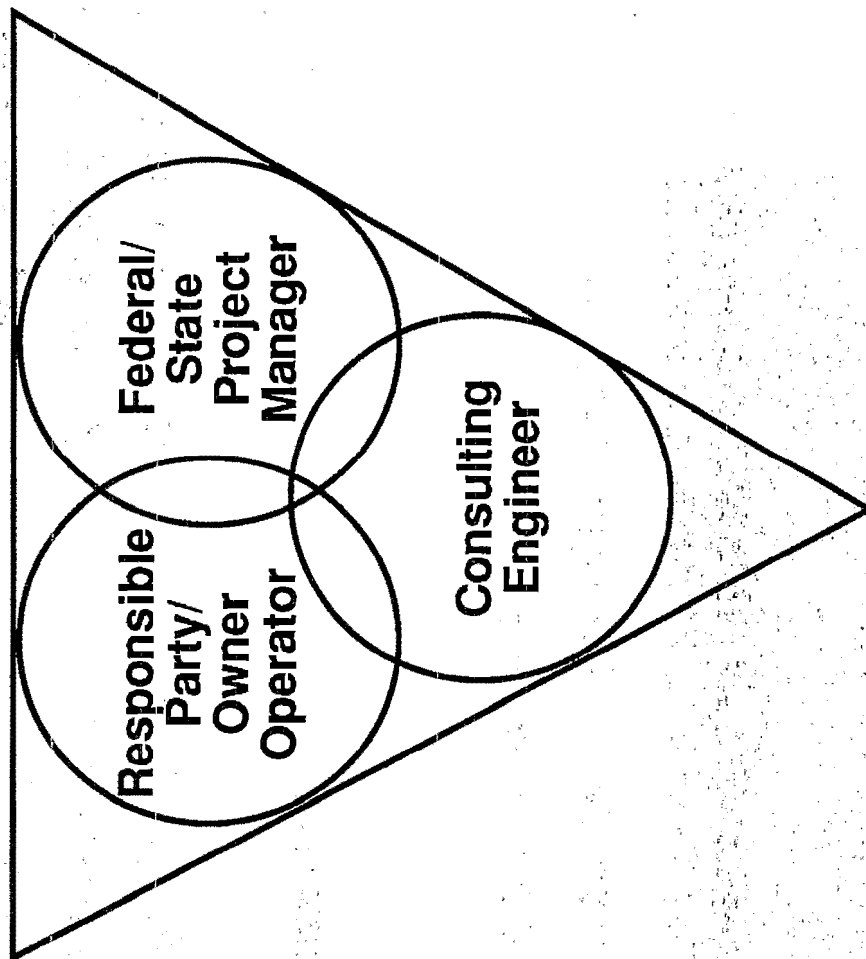 Federal/
State
Project
Manager
Responsible
Party/
Owner
Operator
Consulting
Engineer